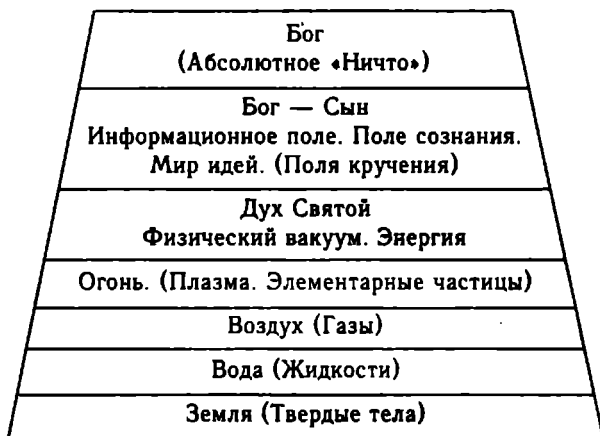 Бог
(Абсолютное «Ничто»)
Бог — Сын
Информационное поле. Поле сознания.
Мир идей. (Поля кручения)
Дух Святой
Физический вакуум. Энергия
Огонь. (Плазма. Элементарные частицы)
Воздух (Газы)
Вода (Жидкости)
Земля (Твердые тела)